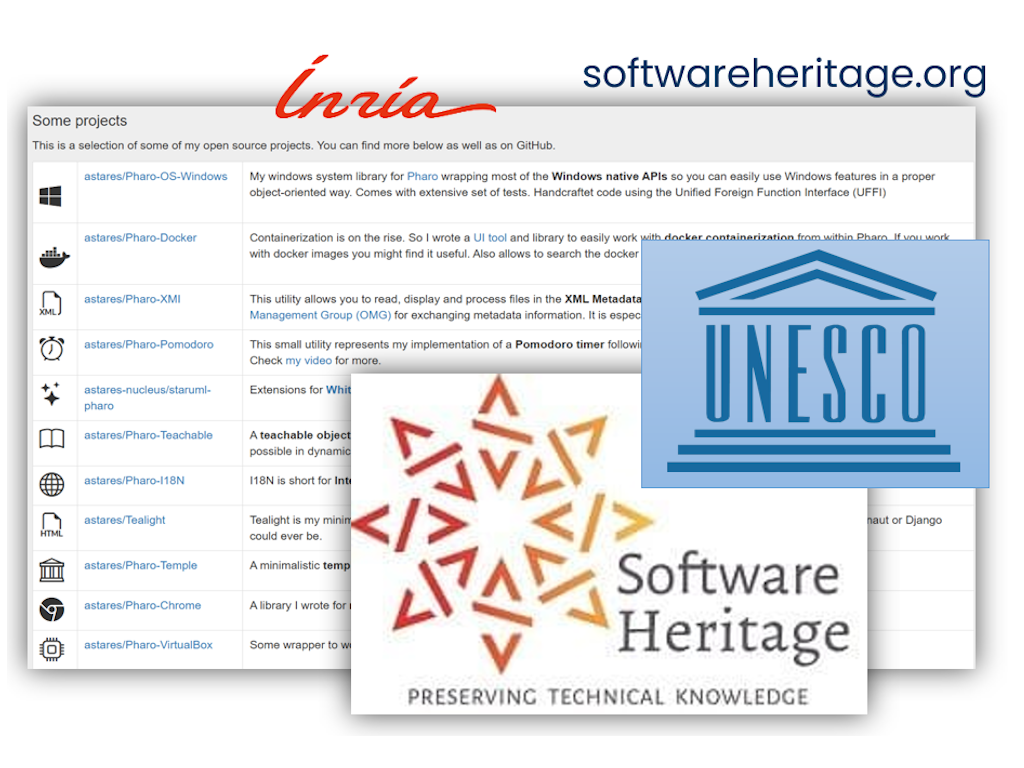 softwareheritage.org
Inria
Some projects
This is a selection of some of my open source projects. You can find more below as well as on GitHub.
astares/Pharo-OS-Windows
My windows system library for Pharo wrapping most of the Windows native APIs so you can easily use Windows features in a proper
object-oriented way. Comes with extensive set of tests. Handcraftet code using the Unified Foreign Function Interface (UFFI)
astares/Pharo-Docker
Containerization is on the rise. So I wrote a UI tool and library to easily work with docker containerization from within Pharo. If you work
with docker images you might find it useful. Also allows to search the docker
XML
astares/Pharo-XMI
This utility allows you to read, display and process files in the XML Metadata
Management Group (OMG) for exchanging metadata information. It is
astares/Pharo-Pomodoro
This small utility represents my implementation of a Pomodoro timer
Check my video for more.
astares-nucleus/staruml-
pharo
Extensions for
astares/Pharo-Teachable
A teachable object
possible in
astares/Pharo-I18N
I18N is short for
HTML
astares/Tealight
Tealight is my
or Django
could ever be.
astares/Pharo-Temple
A minimalistic
astares/Pharo-Chrome
A library I wrote for
astares/Pharo-VirtualBox
Some wrapper to
UNESCO
Software
Heritage
PRESERVING TECHNICAL KNOWLEDGE